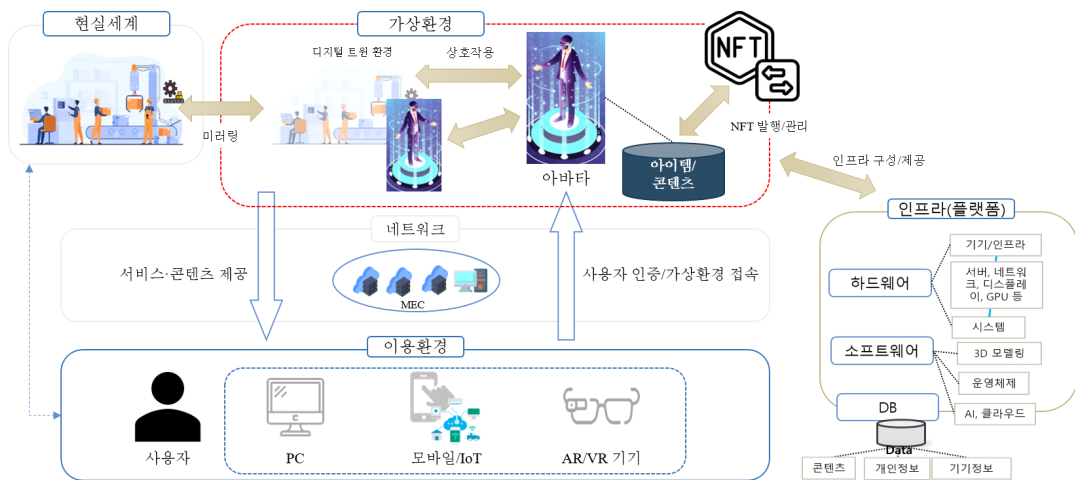 현실세계
미러링
가상환경
디지털 트윈 환경
상호작용
아바타
아이템/
콘텐츠
NFT
NFT 발행/관리
인프라 구성/제공
네트워크
서비스·콘텐츠 제공
MEC
사용자 인증/가상환경 접속
이용환경
사용자
PC
모바일/IoT
AR/VR 기기
인프라(플랫폼)
하드웨어
기기/인프라
서버, 네트워
크, 디스플레
이, GPU 등
시스템
소프트웨어
3D 모델링
운영체제
AI, 클라우드
DB
Data
콘텐츠
개인정보
기기정보